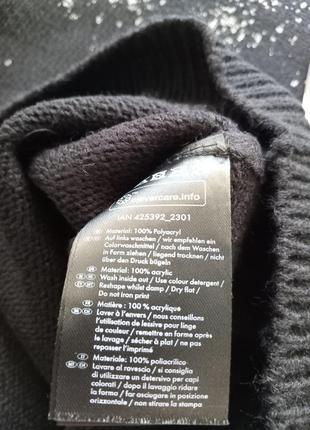 clevercare.info
IAN 425392_2301
Material: 100% Polyacryl
Auf links waschen / wir empfehlen ein
Colorwaschmittel / nach dem Waschen
in Form ziehen / liegend trocknen / nicht
über den Druck bügeln
Material: 100% acrylic
Wash inside out / Use colour detergent /
Reshape whilst damp / Dry flat /
Do not iron print
Matière : 100 % acrylique
Laver à l'envers / nous conseillons
l'utilisation de lessive pour linge
de couleur / remettre en forme après
le lavage / sécher à plat / ne pas
repasser l'imprimé
Materiale: 100% poliacrilico
Lavare a rovescio / si consiglia
di utilizzare un detersivo per capi
colorati / dopo il lavaggio ridare
la forma / far asciugare in posizione
orizzontale / non stirare la stampa